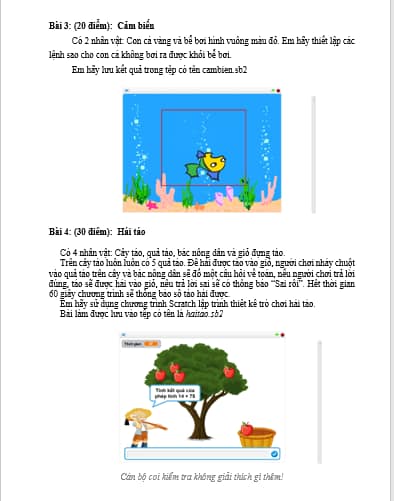 Bài 3: (20 điểm): Cảm biến
Có 2 nhân vật: Con cá vàng và bể bơi hình vuông màu đỏ. Em hãy thiết lập các
lệnh sao cho con cá không bơi ra được khỏi bể bơi.
Em hãy lưu kết quả trong tệp có tên cambien.sb2
Bài 4: (30 điểm): Hái táo
Có 4 nhân vật: Cây táo, quả táo, bác nông dân và giỏ đựng táo.
Trên cây táo luôn luôn có 5 quả táo. Để hái được táo vào giỏ, người chơi nháy chuột
vào quả táo trên cây và bác nông dân sẽ đố một câu hỏi về toán, nếu người chơi trả lời
đúng, táo sẽ được hái vào giỏ, nếu trả lời sai sẽ có thông báo "Sai rồi". Hết thời gian
60 giây chương trình sẽ thông báo số táo hái được.
Em hãy sử dụng chương trình Scratch lập trình thiết kế trò chơi hái táo.
Bài làm được lưu vào tệp có tên là haitao.sb2
Thời gian
Tính kết quả của
phép tính 14 + 75
Cán bộ coi kiểm tra không giải thích gì thêm!